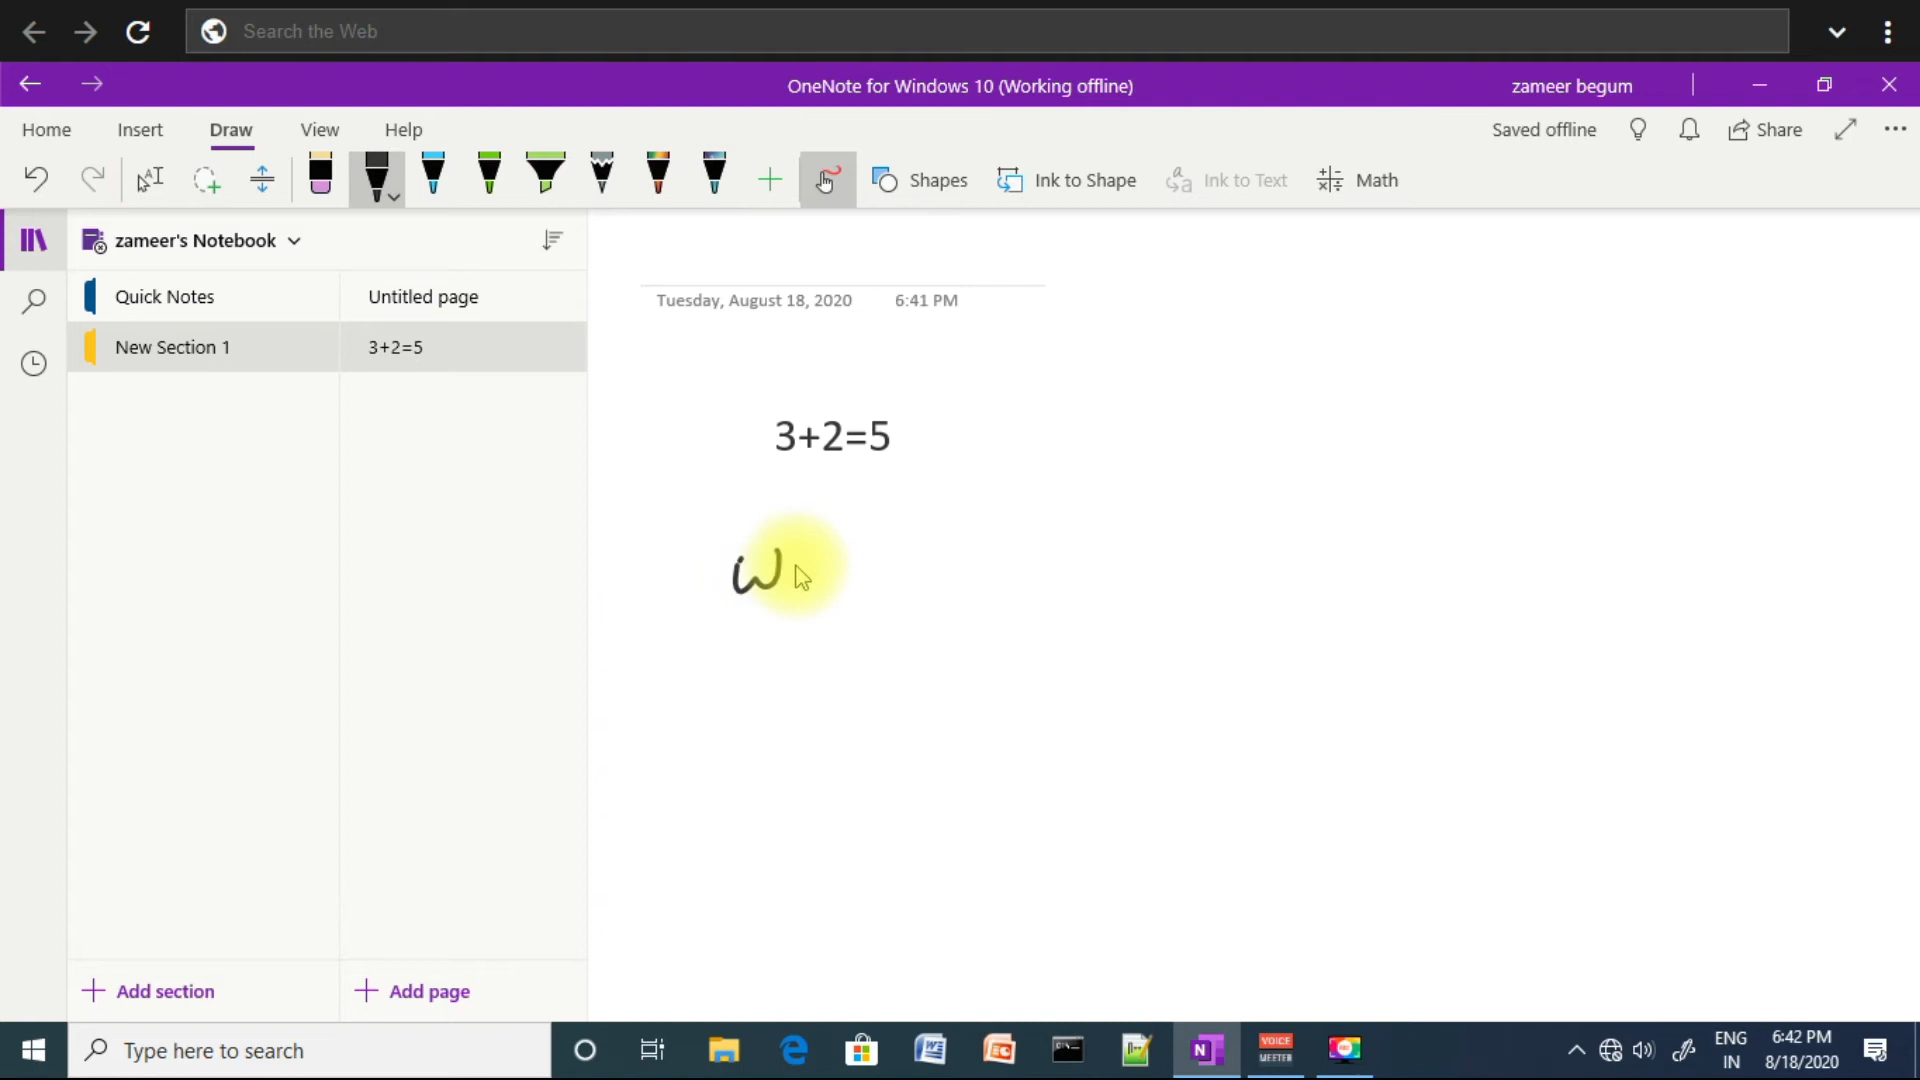 Search the Web
OneNote for Windows 10 (Working offline)
zameer begum
Home Insert Draw View Help
Saved offline
Share
Shapes
Ink to Shape
Ink to Text
Math
zameer's Notebook
Quick Notes
Untitled page
New Section 1
3+2=5
Tuesday, August 18, 2020 6:41 PM
3+2=5
W
Add section
Add page
Type here to search
VOICE
MEETER
ENG
IN
6:42 PM
8/18/2020